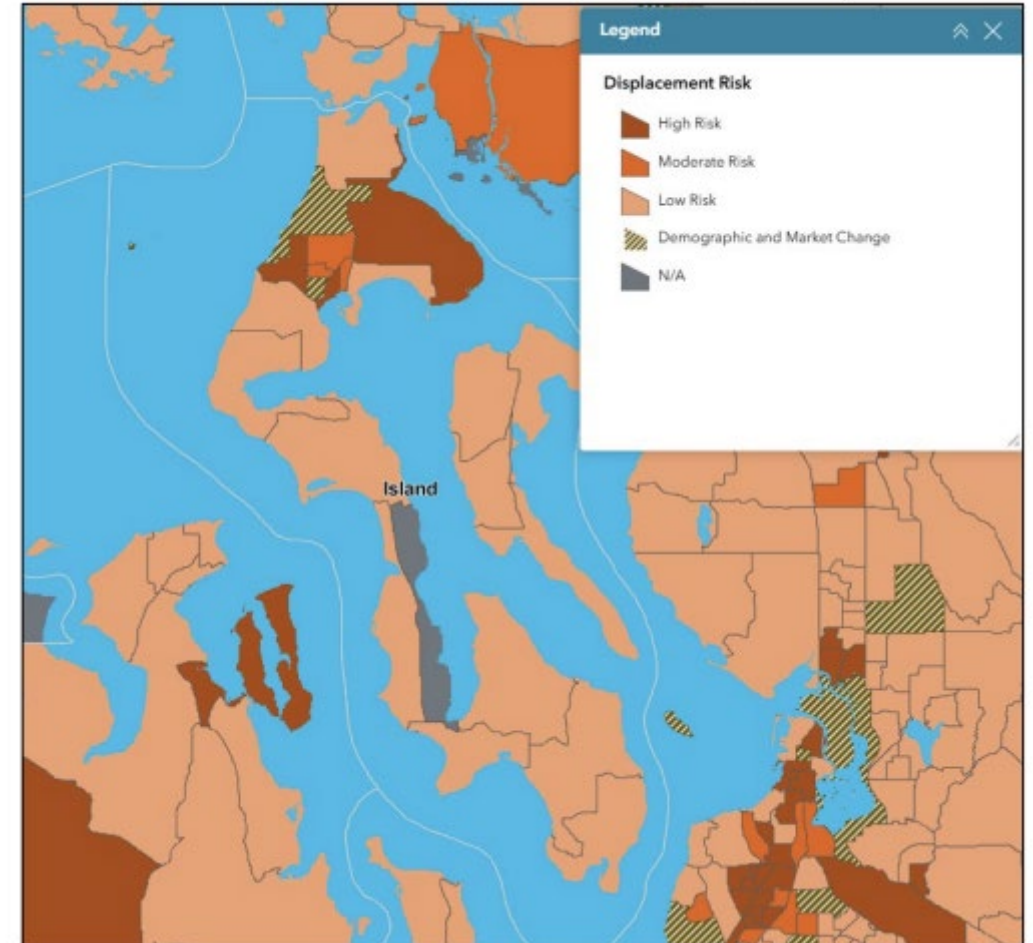 Legend
Displacement Risk
High Risk
Moderate Risk
Low Risk
Demographic and Market Change
N/A
Island